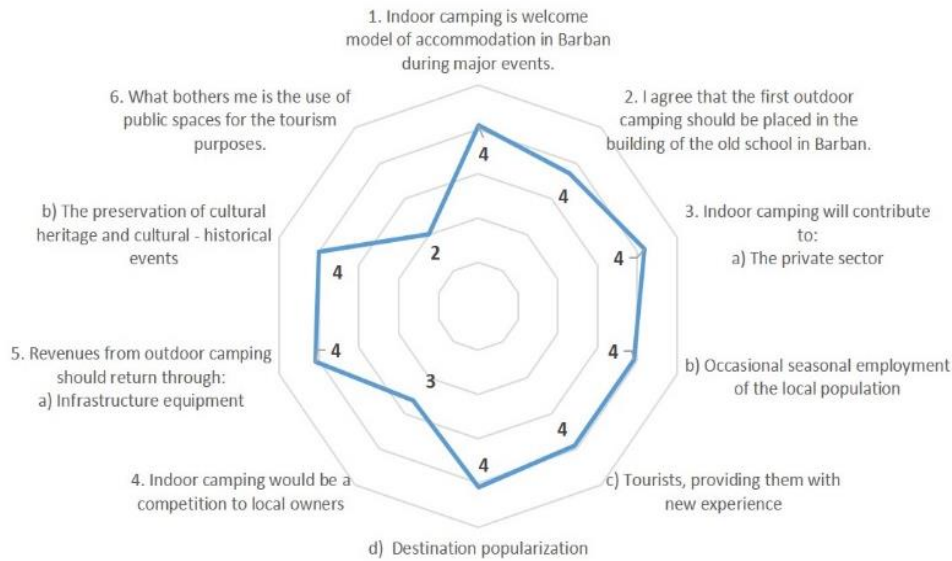 1. Indoor camping is welcome
model of accommodation in Barban
during major events.
2. I agree that the first outdoor
camping should be placed in the
building of the old school in Barban.
3. Indoor camping will contribute
to:
a) The private sector
b) Occasional seasonal employment
of the local population
c) Tourists, providing them with
new experience
d) Destination popularization
4. Indoor camping would be a
competition to local owners
5. Revenues from outdoor camping
should return through:
a) Infrastructure equipment
b) The preservation of cultural
heritage and cultural - historical
events
6. What bothers me is the use of
public spaces for the tourism
purposes.
4
4
4
4
4
4
3
4
4
2